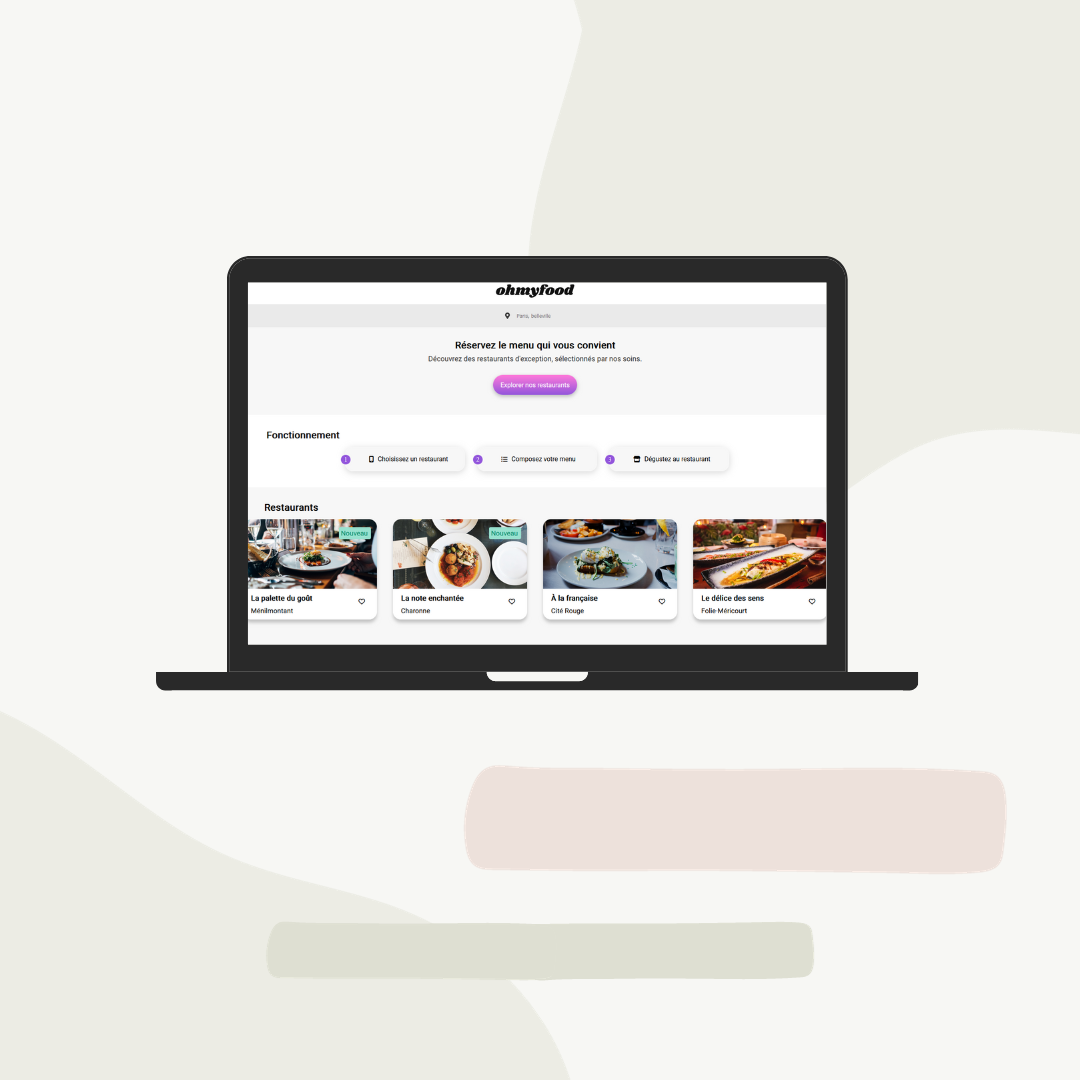 ohmyfood
Paris, belleville
Réservez le menu qui vous convient
Découvrez des restaurants d'exception, sélectionnés par nos soins.
Explorer nos restaurants
Fonctionnement
1 Choisissez un restaurant
2 Composez votre menu
3 Dégustez au restaurant
Restaurants
Nouveau
Nouveau
La palette du goût
La note enchantée
À la française
Le délice des sens
Ménilmontant
Charonne
Cité Rouge
Folie-Méricourt